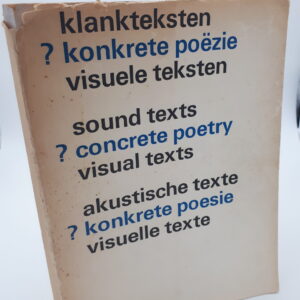 klankteksten
? konkrete poëzie
visuele teksten
sound texts
? concrete poetry
visual texts
akustische texte
? konkrete poesie
visuelle texte